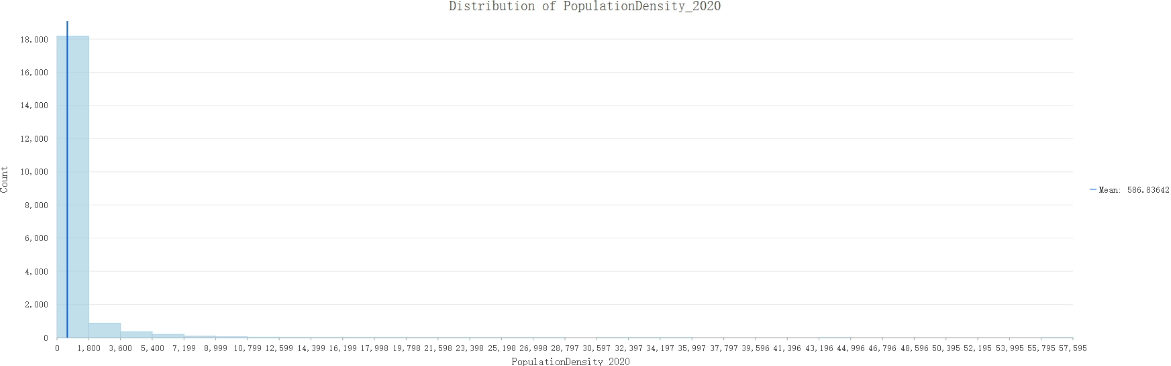 Distribution of PopulationDensity_2020
18,000
16,000
14,000
12,000
10,000
8,000
6,000
4,000
2,000
0
Count
0 1,800 3,600 5,400 7,199 8,999 10,799 12,599 14,399 16,199 17,998 19,798 21,598 23,398 25,198 26,998 28,797 30,597 32,397 34,197 35,997 37,797 39,596 41,396 43,196 44,996 46,796 48,596 50,395 52,195 53,995 55,795 57,595
PopulationDensity_2020
Mean: 586.83642